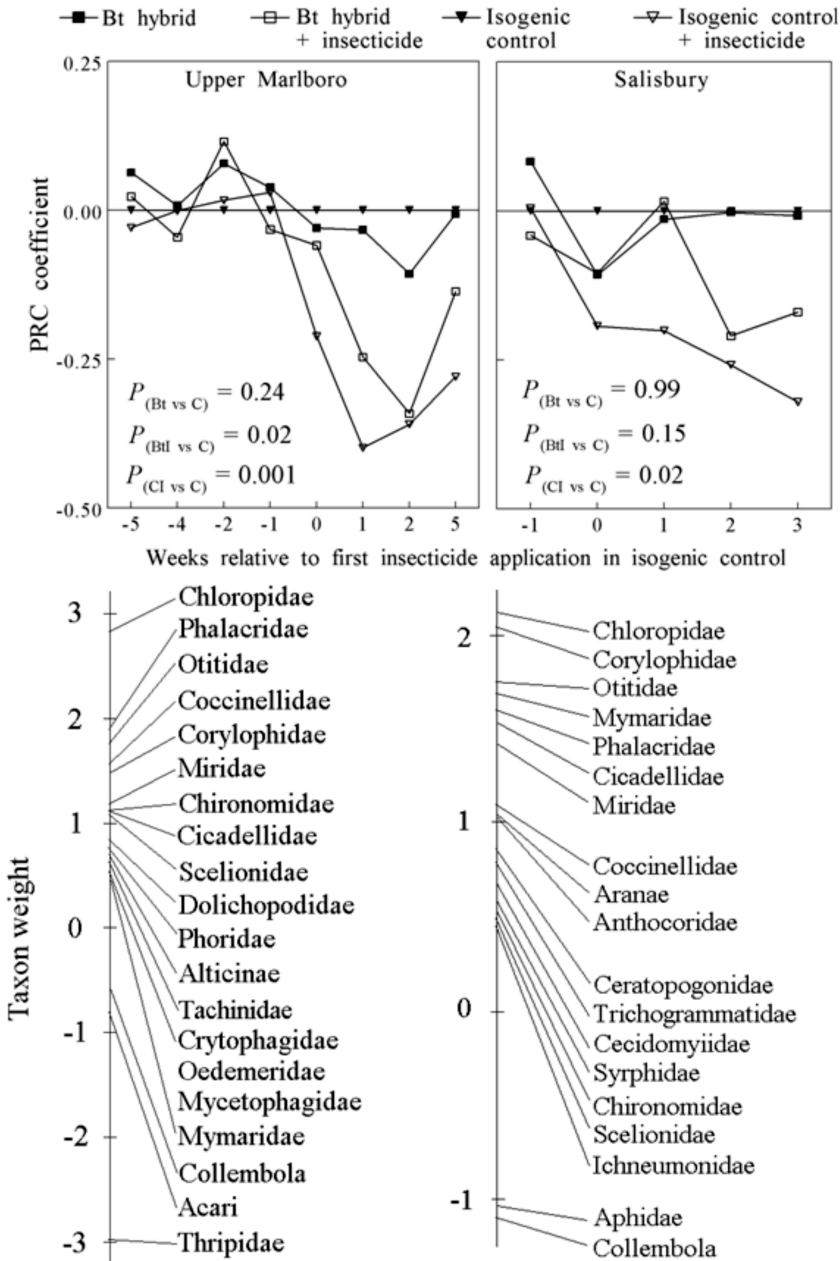 Bt hybrid
Bt hybrid + insecticide
Isogenic control
Isogenic control + insecticide
Upper Marlboro
Salisbury
PRC coefficient
0.25
0.00
-0.25
-0.50
P(Bt vs C) = 0.24
P(BtI vs C) = 0.02
P(CI vs C) = 0.001
P(Bt vs C) = 0.99
P(BtI vs C) = 0.15
P(CI vs C) = 0.02
-5 -4 -2 -1 0 1 2 5
-1 0 1 2 3
Weeks relative to first insecticide application in isogenic control
Taxon weight
3
2
1
0
-1
-2
-3
Chloropidae
Phalacridae
Otitidae
Coccinellidae
Corylophidae
Miridae
Chironomidae
Cicadellidae
Scelionidae
Dolichopodidae
Phoridae
Alticinae
Tachinidae
Crytophagidae
Oedemeridae
Mycetophagidae
Mymaridae
Collembola
Acari
Thripidae
2
1
0
-1
Chloropidae
Corylophidae
Otitidae
Mymaridae
Phalacridae
Cicadellidae
Miridae
Coccinellidae
Aranae
Anthocoridae
Ceratopogonidae
Trichogrammatidae
Cecidomyiidae
Syrphidae
Chironomidae
Scelionidae
Ichneumonidae
Aphidae
Collembola